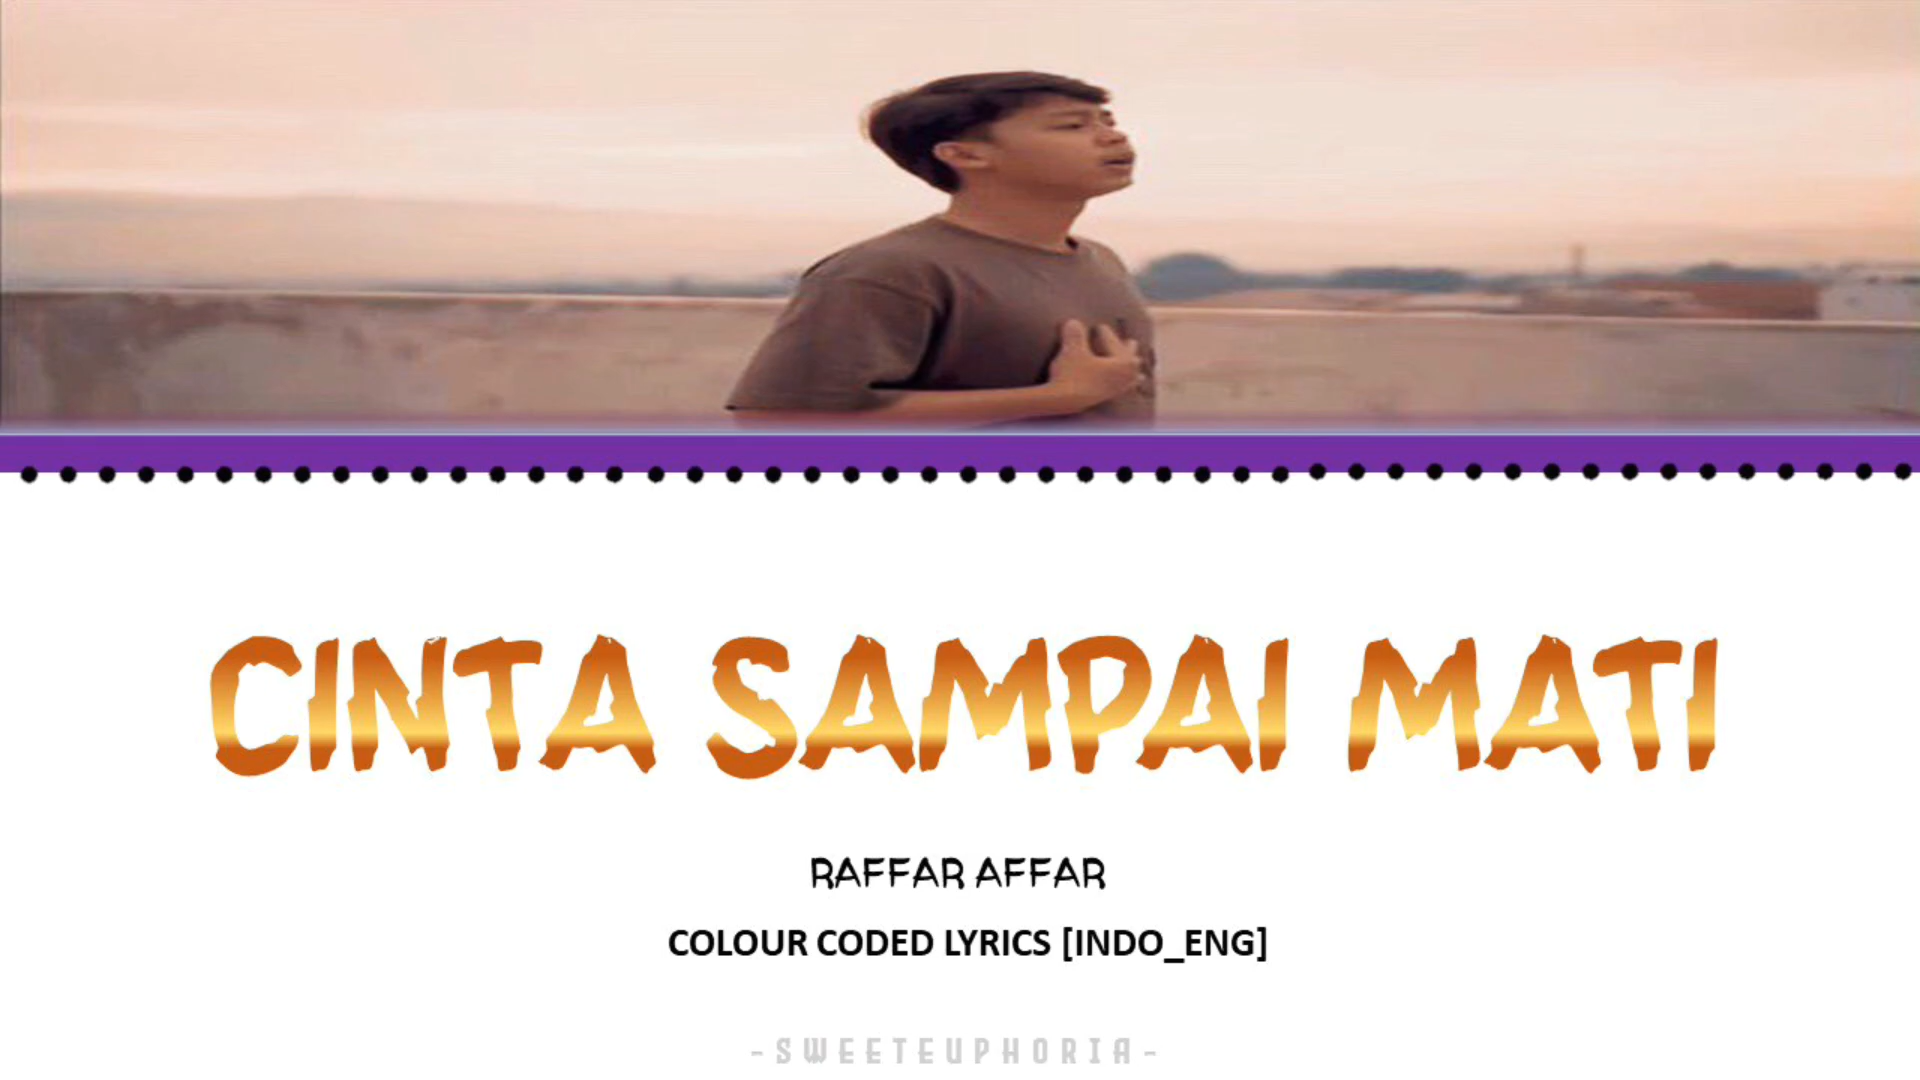 CINTA SAMPAI MATI
RAFFAR AFFAR
COLOUR CODED LYRICS [INDO_ENG]
-SWEETEUPHORIA-